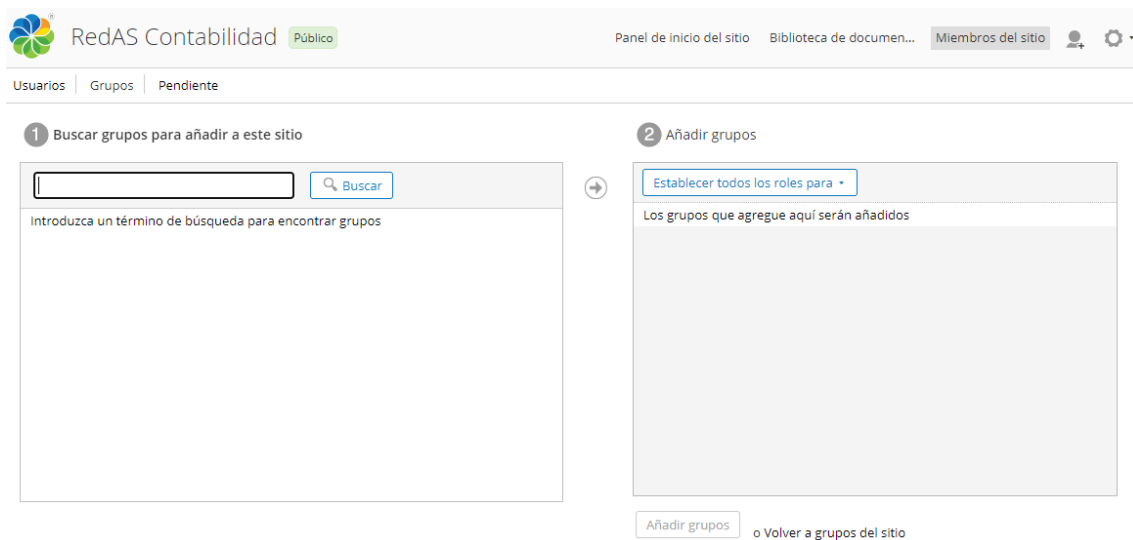 RedAS Contabilidad Público Panel de inicio del sitio Biblioteca de documen... Miembros del sitio
Usuarios Grupos Pendiente
1 Buscar grupos para añadir a este sitio
2 Añadir grupos
Buscar
Establecer todos los roles para
Introduzca un término de búsqueda para encontrar grupos
Los grupos que agregue aquí serán añadidos
Añadir grupos o Volver a grupos del sitio